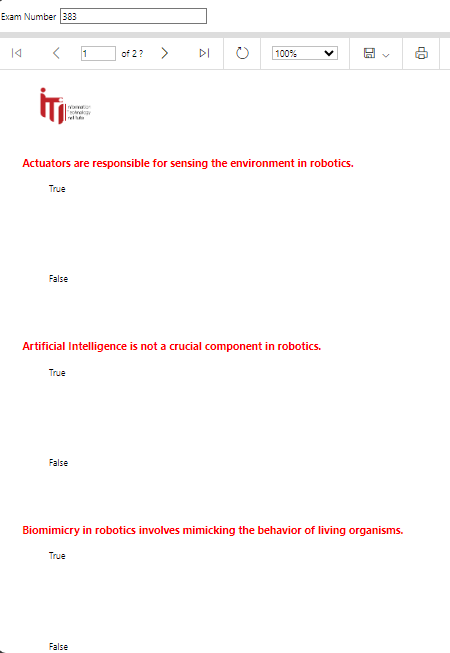 Exam Number 383
1 of 2 ? 100%
iTi Information
Technology
Institute
Actuators are responsible for sensing the environment in robotics.
True
False
Artificial Intelligence is not a crucial component in robotics.
True
False
Biomimicry in robotics involves mimicking the behavior of living organisms.
True
False